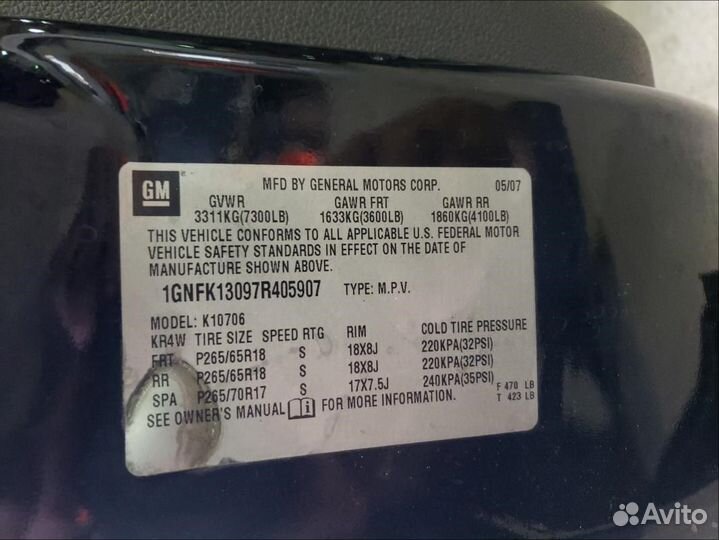 GM
MFD BY GENERAL MOTORS CORP. 05/07
GVWR GAWR FRT GAWR RR
3311KG(7300LB) 1633KG(3600LB) 1860KG(4100LB)
THIS VEHICLE CONFORMS TO ALL APPLICABLE U.S. FEDERAL MOTOR
VEHICLE SAFETY STANDARDS IN EFFECT ON THE DATE OF
MANUFACTURE SHOWN ABOVE.
1GNFK13097R405907 TYPE: M.P.V.
MODEL: K10706
KR4W TIRE SIZE SPEED RTG RIM COLD TIRE PRESSURE
FRT P265/65R18 S 18X8J 220KPA(32PSI)
RR P265/65R18 S 18X8J 220KPA(32PSI)
SPA P265/70R17 S 17X7.5J 240KPA(35PSI) F 470 LB
SEE OWNER'S MANUAL i FOR MORE INFORMATION. T 423 LB
Avito